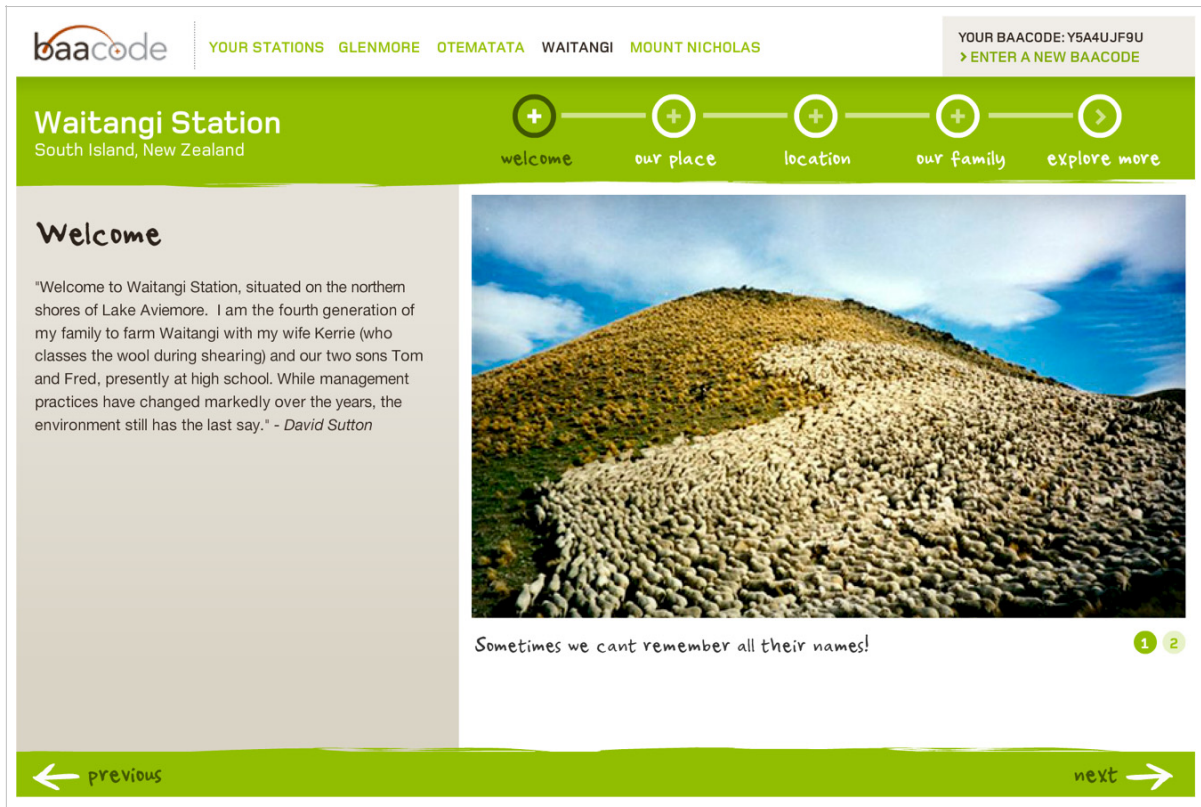 baacode
YOUR STATIONS GLENMORE OTEMATATA WAITANGI MOUNT NICHOLAS
YOUR BAACODE: Y5A4UJF9U
ENTER A NEW BAACODE
Waitangi Station
South Island, New Zealand
welcome our place location our family explore more
Welcome
"Welcome to Waitangi Station, situated on the northern
shores of Lake Aviemore. I am the fourth generation of
my family to farm Waitangi with my wife Kerrie (who
classes the wool during shearing) and our two sons Tom
and Fred, presently at high school. While management
practices have changed markedly over the years, the
environment still has the last say." - David Sutton
Sometimes we cant remember all their names!
1 2
previous
next